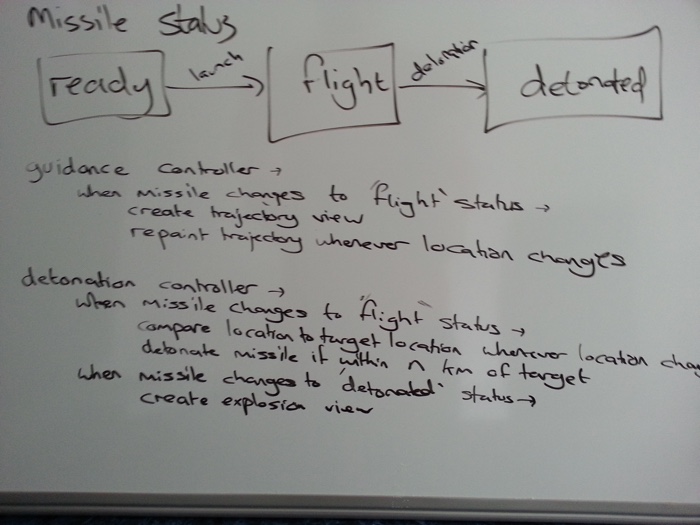 Missile Status
ready launch flight detonation detonated
guidance controller →
when missile changes to 'flight' status →
create trajectory view
repaint trajectory whenever location changes
detonation controller →
when missile changes to 'flight' status →
compare location to target location whenever location chan
detonate missile if within n km of target
when missile changes to 'detonated' status →
create explosion view